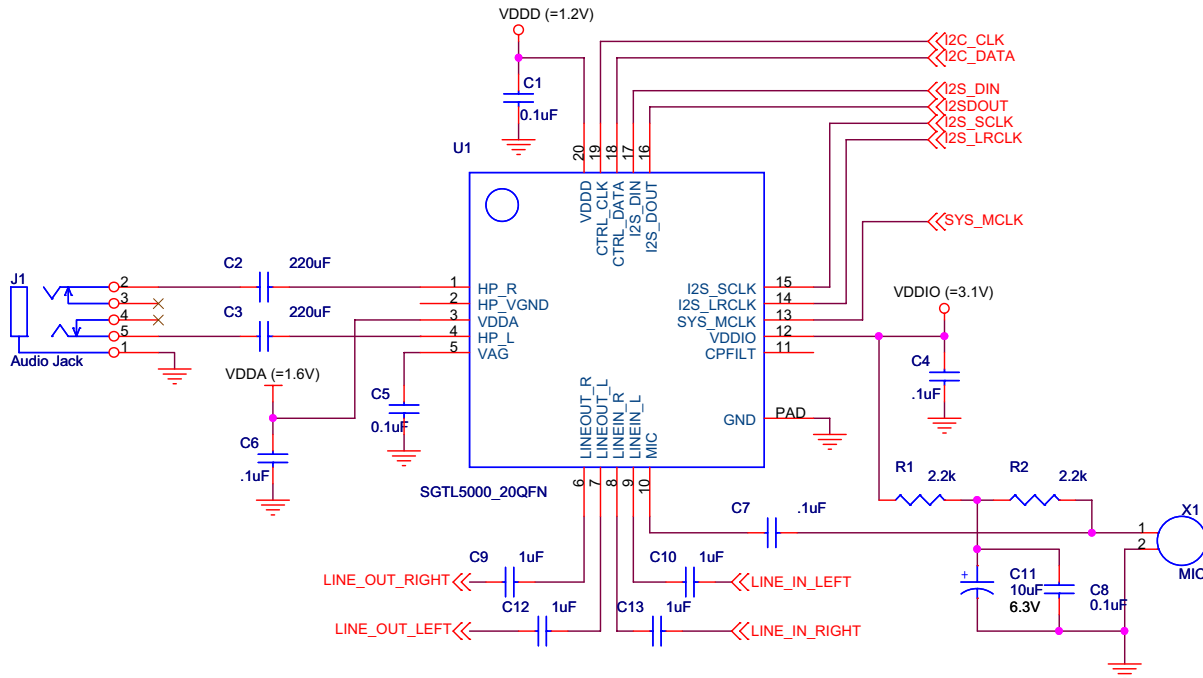 VDDD (=1.2V)
I2C_CLK
I2C_DATA
C1
0.1uF
I2S_DIN
I2SDOUT
I2S_SCLK
I2S_LRCLK
U1
20
19
18
17
16
VDDD
CTRL_CLK
CTRL_DATA
I2S_DIN
I2S_DOUT
SYS_MCLK
J1
2
3
4
5
1
Audio Jack
C2
220uF
C3
220uF
1
2
3
4
5
HP_R
HP_VGND
VDDA
HP_L
VAG
I2S_SCLK
I2S_LRCLK
SYS_MCLK
VDDIO
CPFILT
15
14
13
12
11
VDDIO (=3.1V)
C4
.1uF
VDDA (=1.6V)
C5
0.1uF
C6
.1uF
GND
PAD
LINEOUT_R
LINEOUT_L
LINEIN_R
LINEIN_L
MIC
6
7
8
9
10
SGTL5000_20QFN
R1
2.2k
R2
2.2k
C7
.1uF
X1
1
2
MIC
C9
1uF
LINE_OUT_RIGHT
C10
1uF
LINE_IN_LEFT
C12
1uF
LINE_OUT_LEFT
C13
1uF
LINE_IN_RIGHT
+
C11
10uF
6.3V
C8
0.1uF